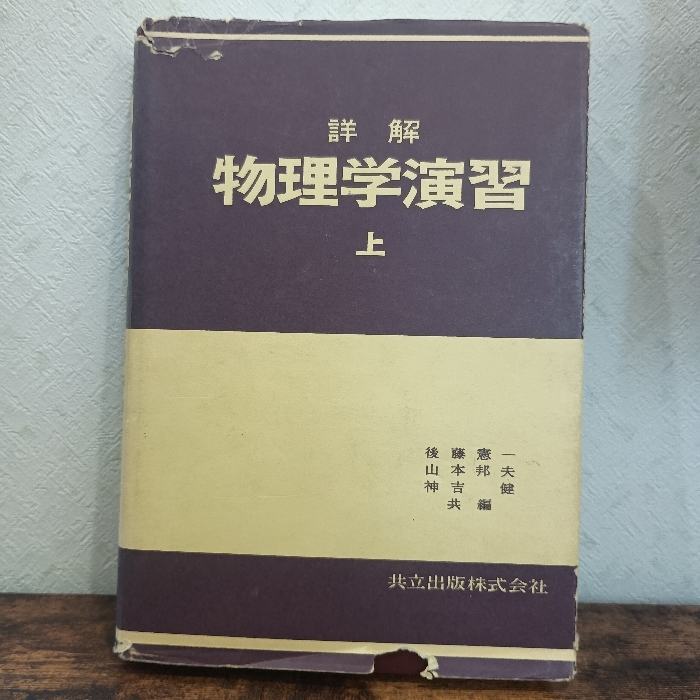 詳解
物理学演習
上
後藤憲一
山本邦夫
神吉健
共編
共立出版株式会社